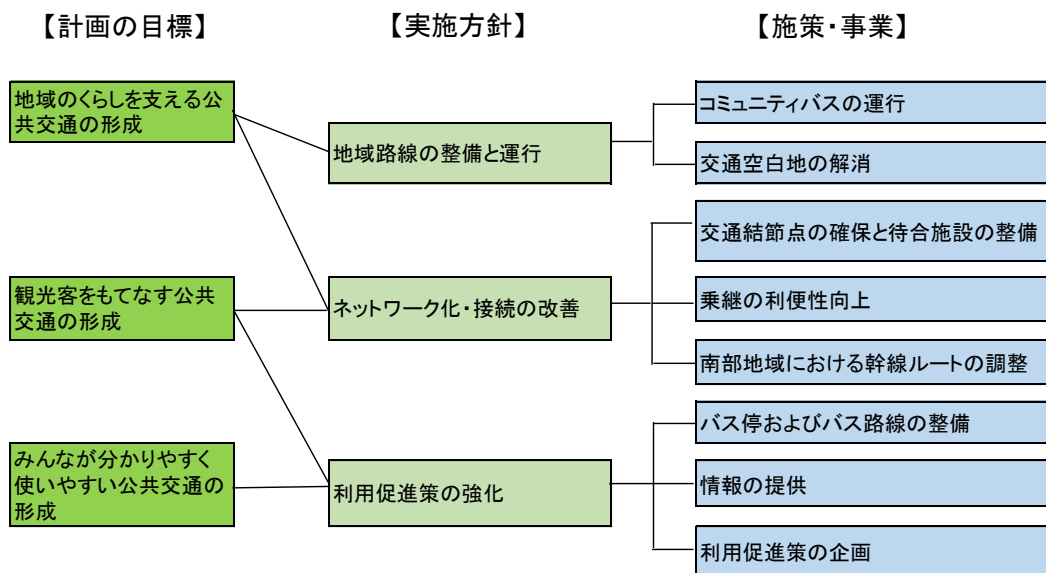 【計画の目標】
【実施方針】
【施策・事業】
地域のくらしを支える公
共交通の形成
観光客をもてなす公共
交通の形成
みんなが分かりやすく
使いやすい公共交通の
形成
地域路線の整備と運行
ネットワーク化・接続の改善
利用促進策の強化
コミュニティバスの運行
交通空白地の解消
交通結節点の確保と待合施設の整備
乗継の利便性向上
南部地域における幹線ルートの調整
バス停およびバス路線の整備
情報の提供
利用促進策の企画